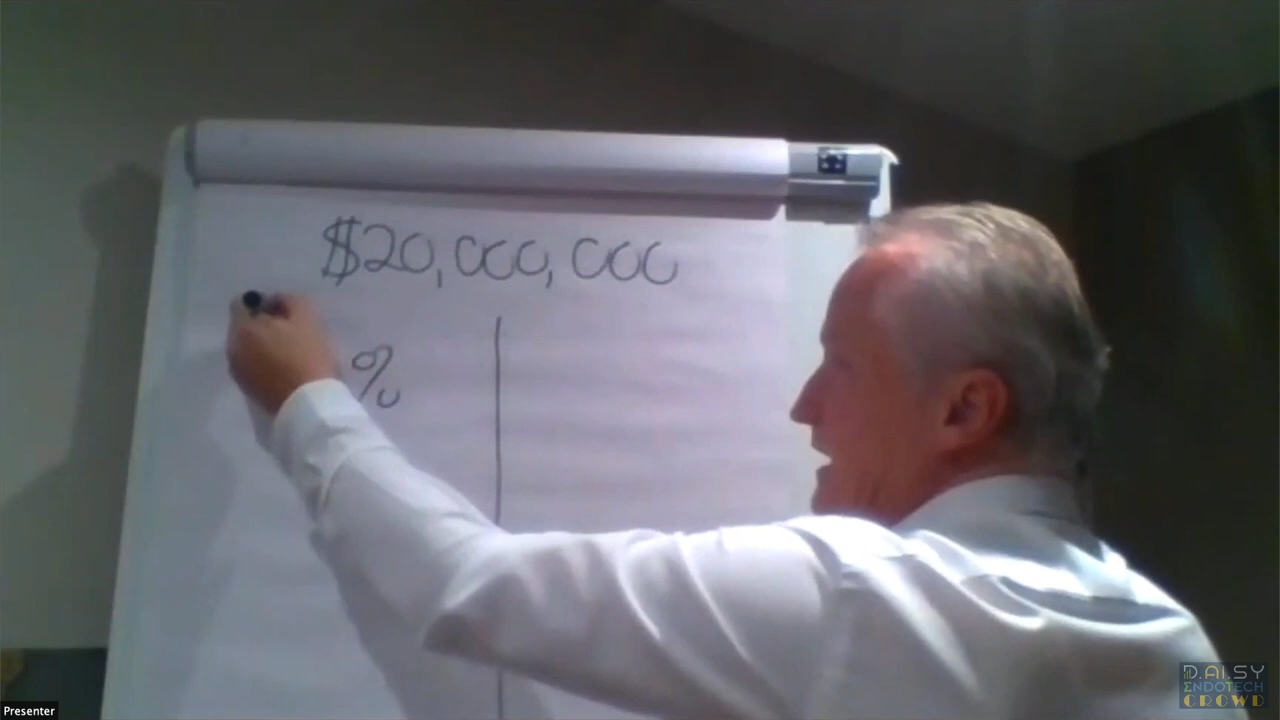 $20,000,000
%
Presenter
D.AI.SY
ENDOTECH
CROWD